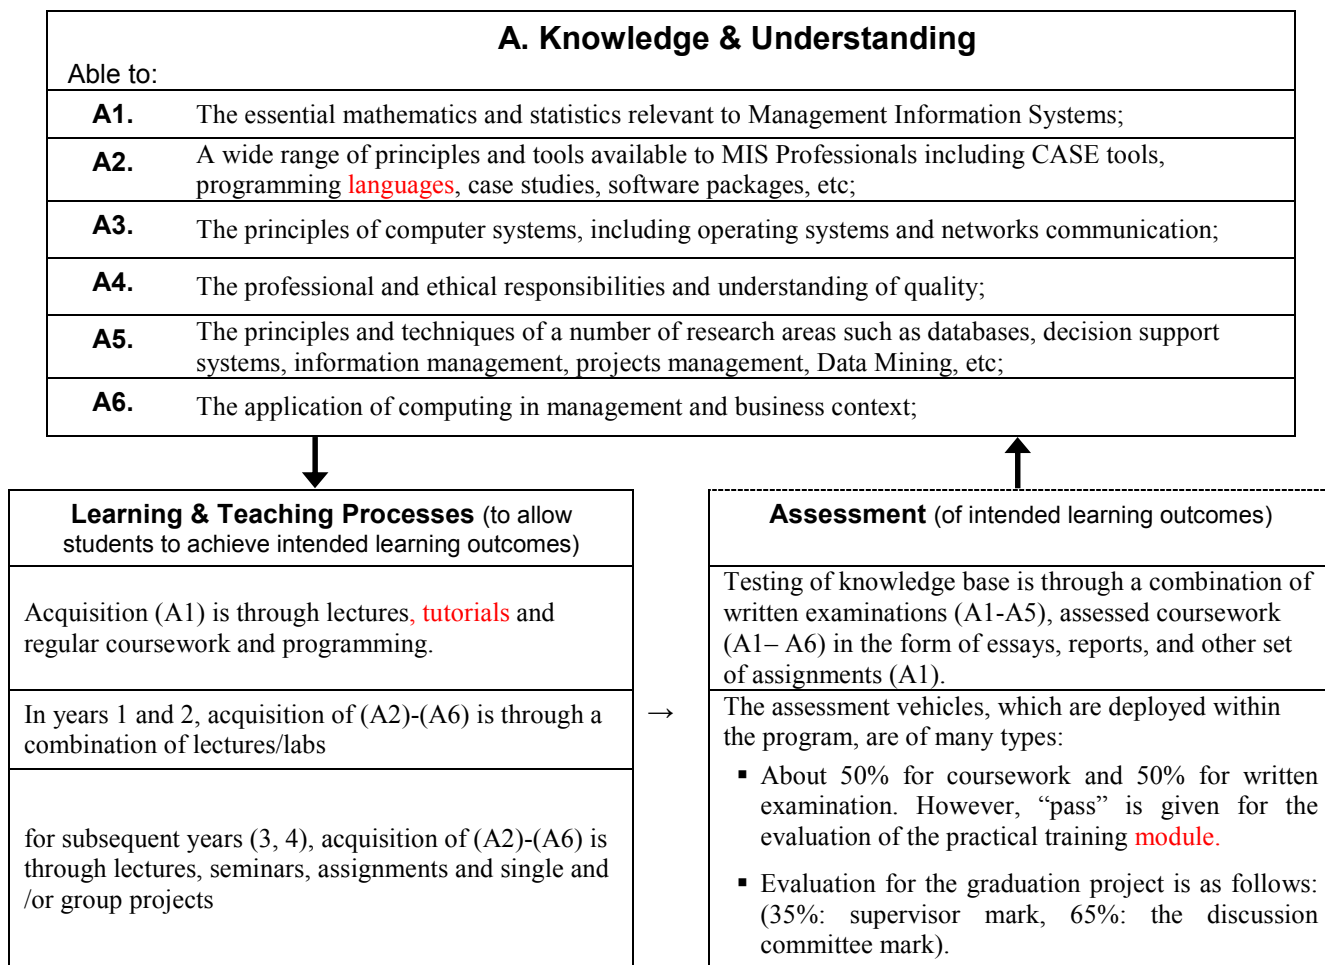 A. Knowledge & Understanding
Able to:
A1. The essential mathematics and statistics relevant to Management Information Systems;
A2. A wide range of principles and tools available to MIS Professionals including CASE tools,
programming languages, case studies, software packages, etc;
A3. The principles of computer systems, including operating systems and networks communication;
A4. The professional and ethical responsibilities and understanding of quality;
A5. The principles and techniques of a number of research areas such as databases, decision support
systems, information management, projects management, Data Mining, etc;
A6. The application of computing in management and business context;
Learning & Teaching Processes (to allow
students to achieve intended learning outcomes)
Acquisition (A1) is through lectures, tutorials and
regular coursework and programming.
In years 1 and 2, acquisition of (A2)-(A6) is through a
combination of lectures/labs
for subsequent years (3, 4), acquisition of (A2)-(A6) is
through lectures, seminars, assignments and single and
/or group projects
→
Assessment (of intended learning outcomes)
Testing of knowledge base is through a combination of
written examinations (A1-A5), assessed coursework
(A1– A6) in the form of essays, reports, and other set
of assignments (A1).
The assessment vehicles, which are deployed within
the program, are of many types:
▪ About 50% for coursework and 50% for written
examination. However, “pass” is given for the
evaluation of the practical training module.
▪ Evaluation for the graduation project is as follows:
(35%: supervisor mark, 65%: the discussion
committee mark).